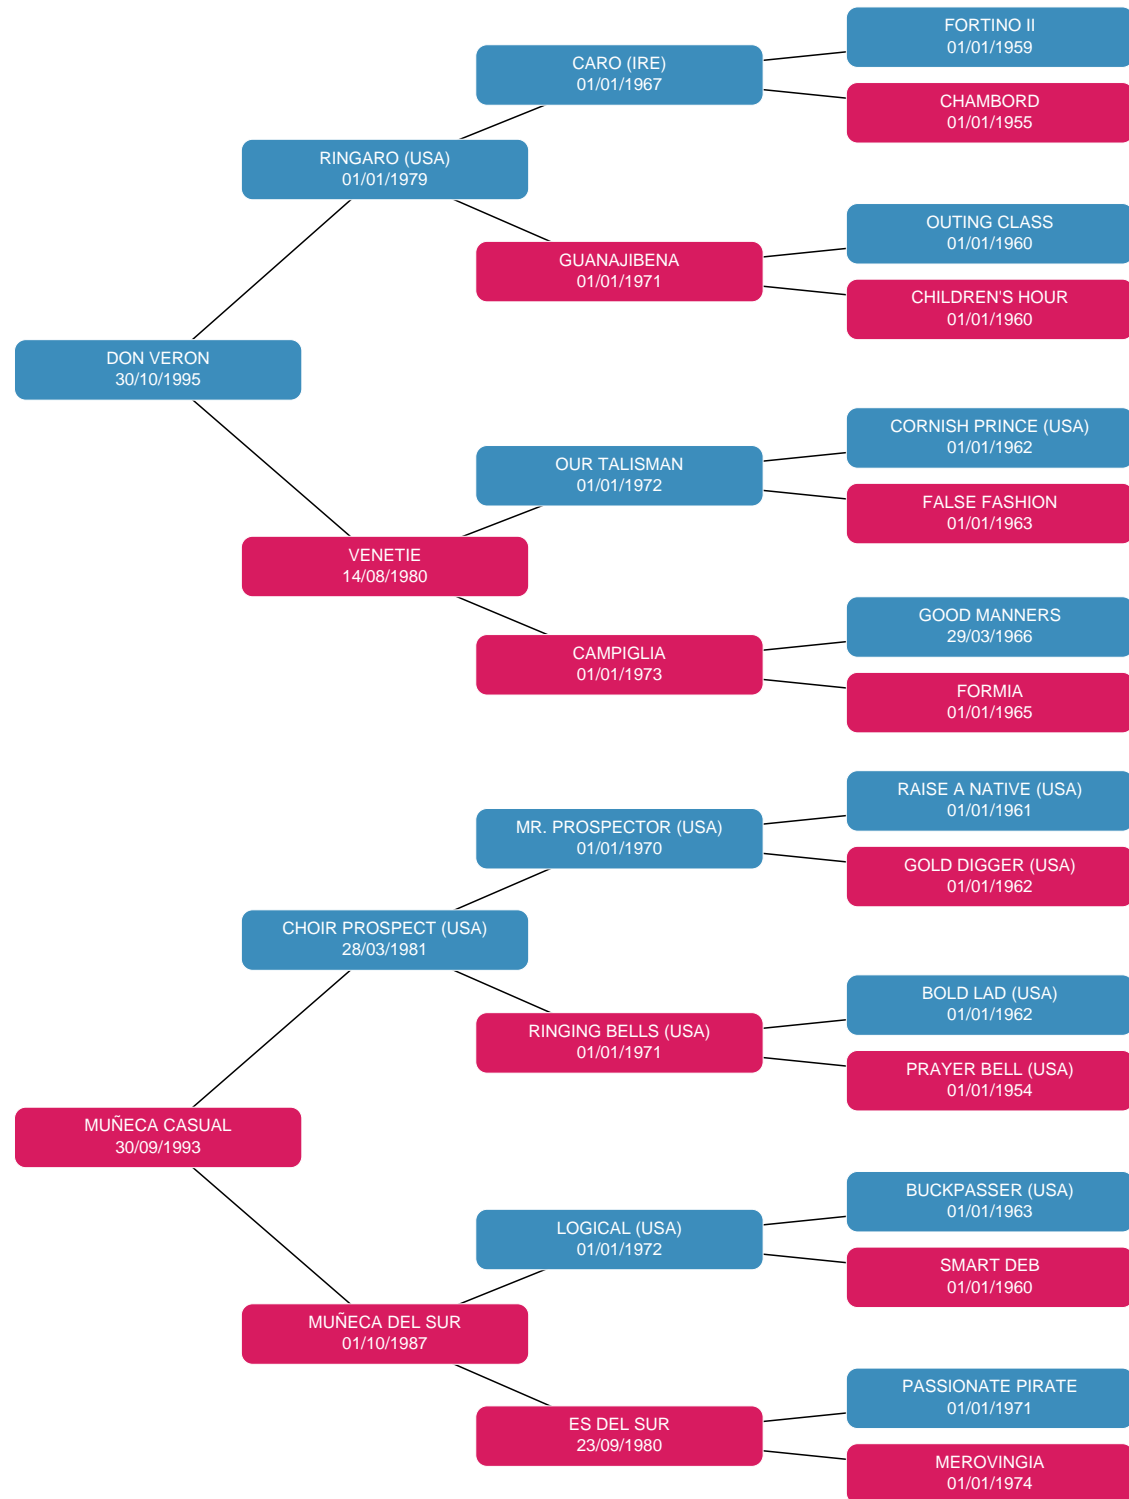 FORTINO II
01/01/1959
CARO (IRE)
01/01/1967
CHAMBORD
01/01/1955
RINGARO (USA)
01/01/1979
OUTING CLASS
01/01/1960
GUANAJIBENA
01/01/1971
CHILDREN'S HOUR
01/01/1960
DON VERON
30/10/1995
CORNISH PRINCE (USA)
01/01/1962
OUR TALISMAN
01/01/1972
FALSE FASHION
01/01/1963
VENETIE
14/08/1980
GOOD MANNERS
29/03/1966
CAMPIGLIA
01/01/1973
FORMIA
01/01/1965
RAISE A NATIVE (USA)
01/01/1961
MR. PROSPECTOR (USA)
01/01/1970
GOLD DIGGER (USA)
01/01/1962
CHOIR PROSPECT (USA)
28/03/1981
BOLD LAD (USA)
01/01/1962
RINGING BELLS (USA)
01/01/1971
PRAYER BELL (USA)
01/01/1954
MUÑECA CASUAL
30/09/1993
BUCKPASSER (USA)
01/01/1963
LOGICAL (USA)
01/01/1972
SMART DEB
01/01/1960
MUÑECA DEL SUR
01/10/1987
PASSIONATE PIRATE
01/01/1971
ES DEL SUR
23/09/1980
MEROVINGIA
01/01/1974